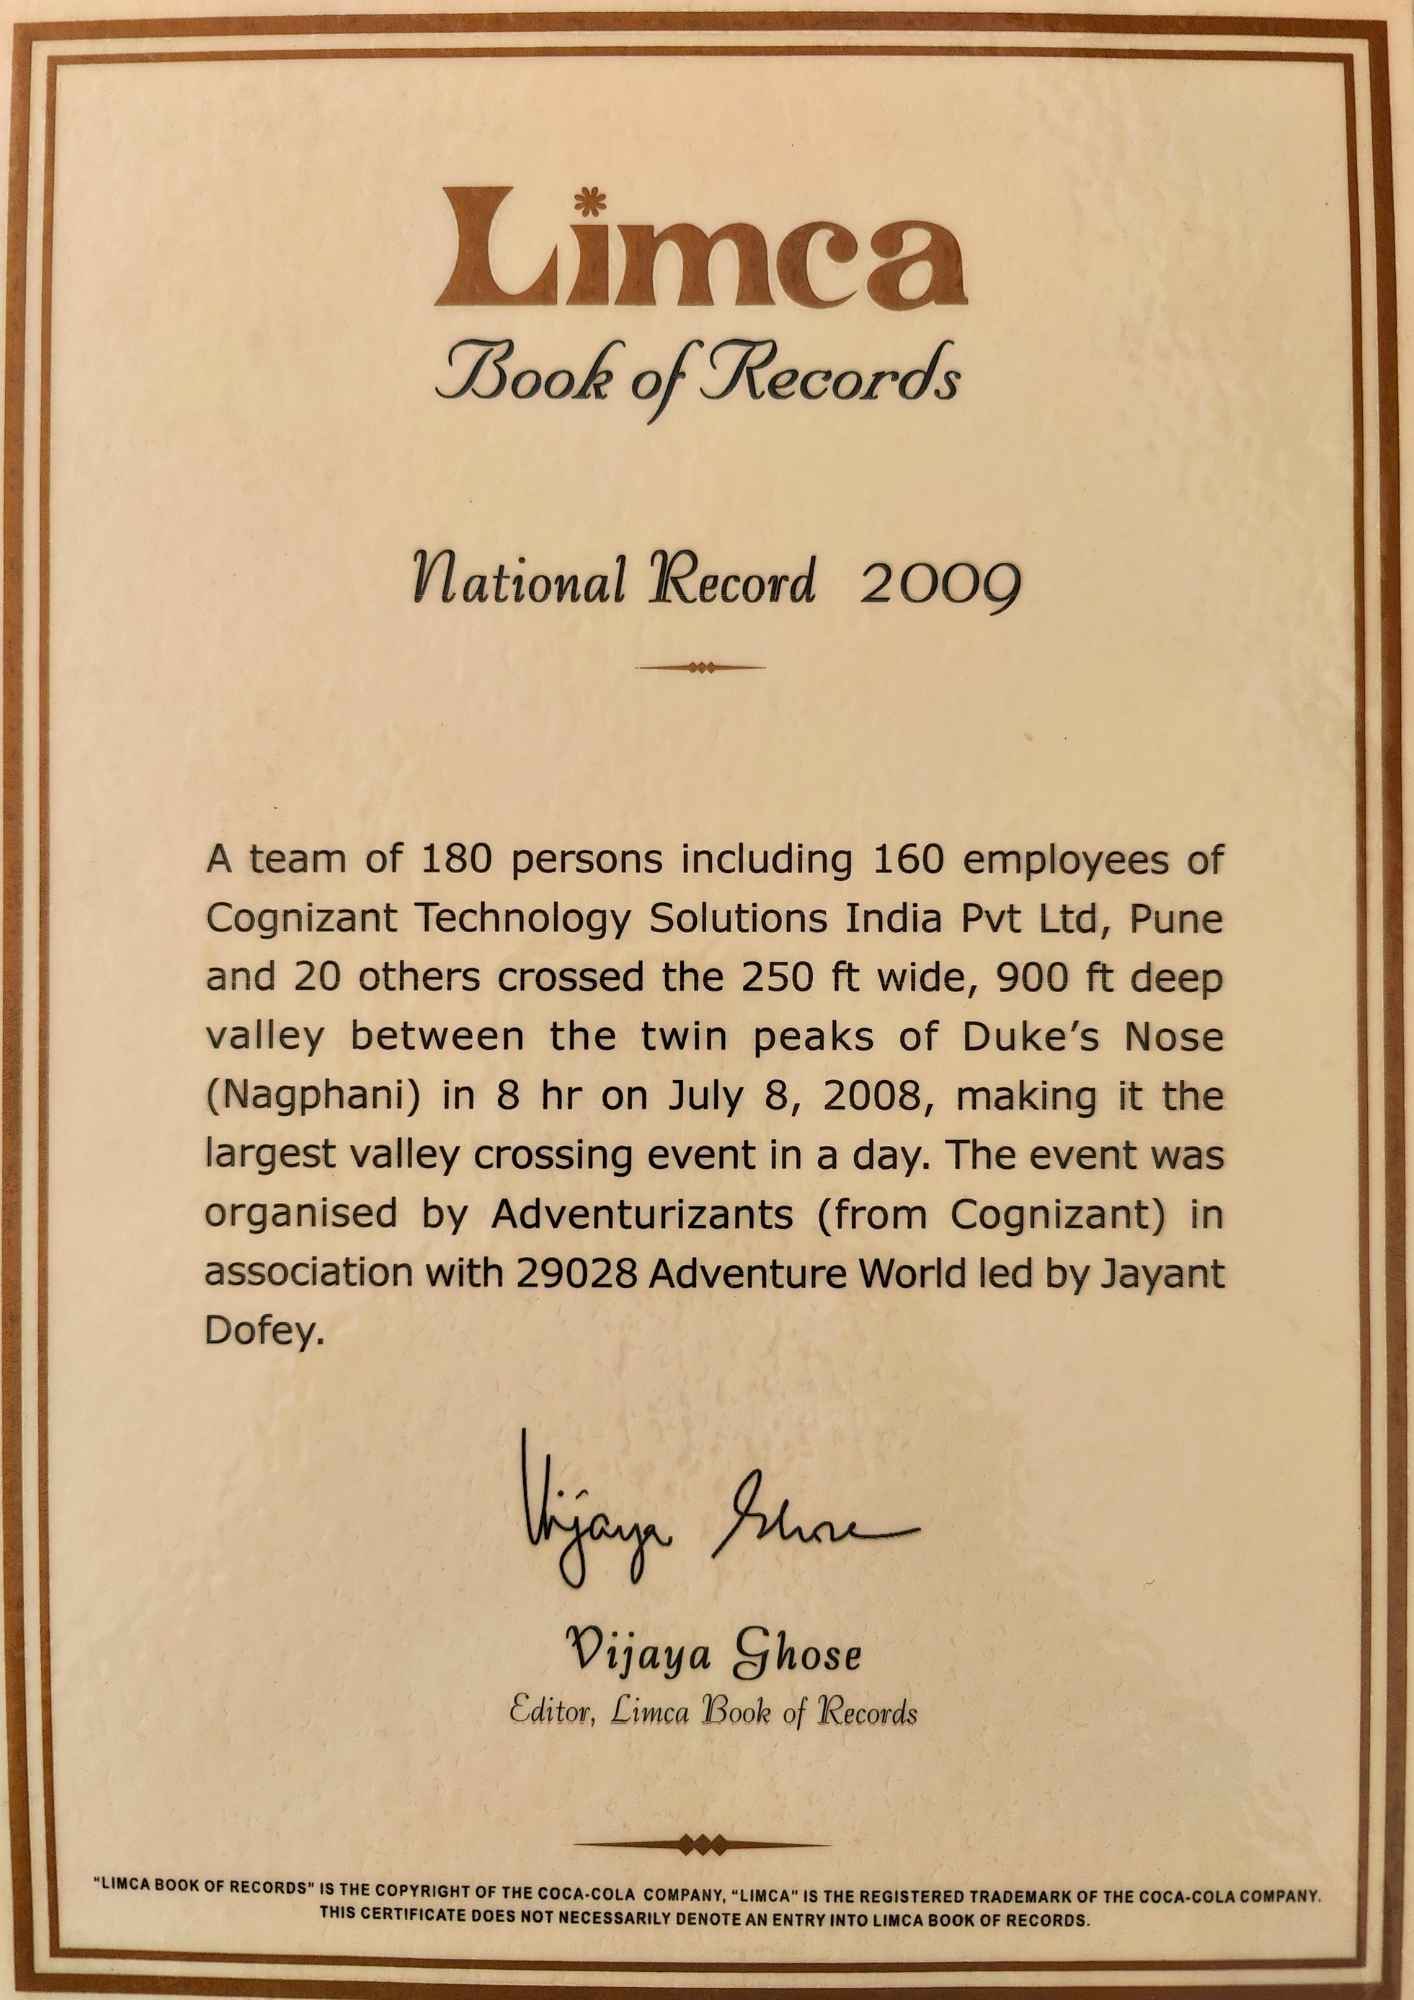 Limca
Book of Records
National Record 2009
A team of 180 persons including 160 employees of
Cognizant Technology Solutions India Pvt Ltd, Pune
and 20 others crossed the 250 ft wide, 900 ft deep
valley between the twin peaks of Duke's Nose
(Nagphani) in 8 hr on July 8, 2008, making it the
largest valley crossing event in a day. The event was
organised by Adventurizants (from Cognizant) in
association with 29028 Adventure World led by Jayant
Dofey.
Vijaya Ghose
Vijaya Ghose
Editor, Limca Book of Records
"LIMCA BOOK OF RECORDS" IS THE COPYRIGHT OF THE COCA-COLA COMPANY, "LIMCA" IS THE REGISTERED TRADEMARK OF THE COCA-COLA COMPANY.
THIS CERTIFICATE DOES NOT NECESSARILY DENOTE AN ENTRY INTO LIMCA BOOK OF RECORDS.